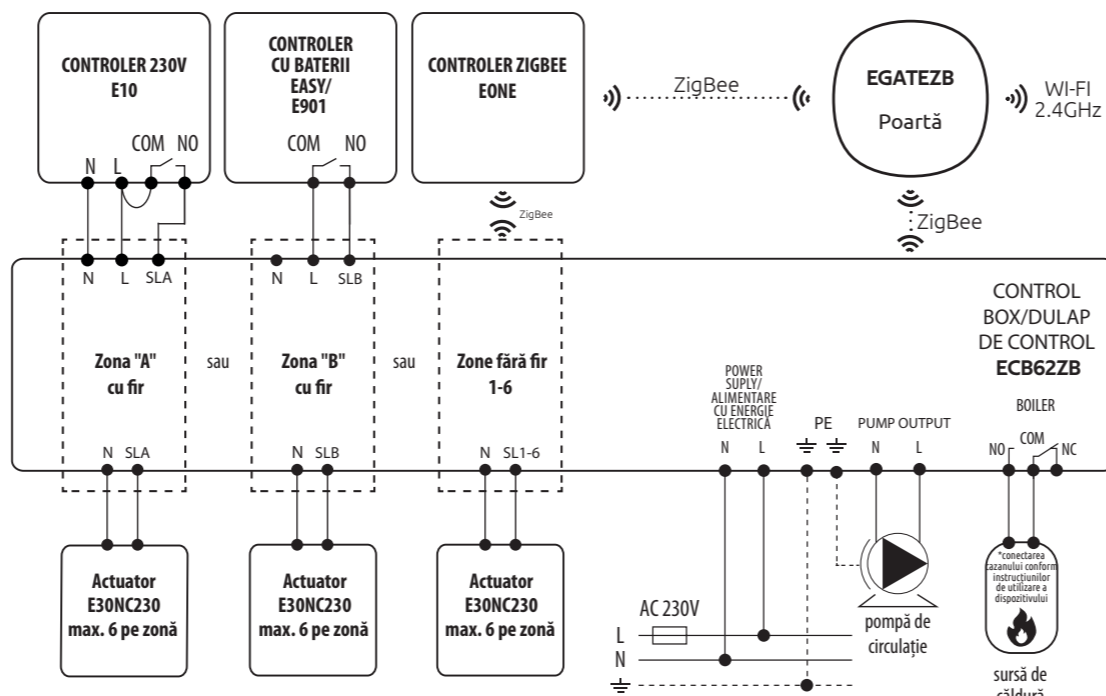 CONTROLER 230V
E10
N L COM NO
CONTROLER
CU BATERII
EASY/
E901
COM NO
CONTROLER ZIGBEE
EONE
ZigBee
EGATEZB
Poartă
WI-FI
2.4GHz
ZigBee
ZigBee
N L SLA
N L SLB
Zona "A"
cu fir
sau
Zona "B"
cu fir
sau
Zone fără fir
1-6
CONTROL
BOX/DULAP
DE CONTROL
ECB62ZB
POWER
SUPLY/
ALIMENTARE
CU ENERGIE
ELECTRICĂ
N L
PE
PUMP OUTPUT
N L
BOILER
NO COM NC
N SLA
N SLB
N SL1-6
Actuator
E30NC230
max. 6 pe zonă
Actuator
E30NC230
max. 6 pe zonă
Actuator
E30NC230
max. 6 pe zonă
AC 230V
L
N
pompă de
circulație
*conectarea
cazanului conform
instrucțiunilor
de utilizare a
dispozitivului
sursă de
căldură